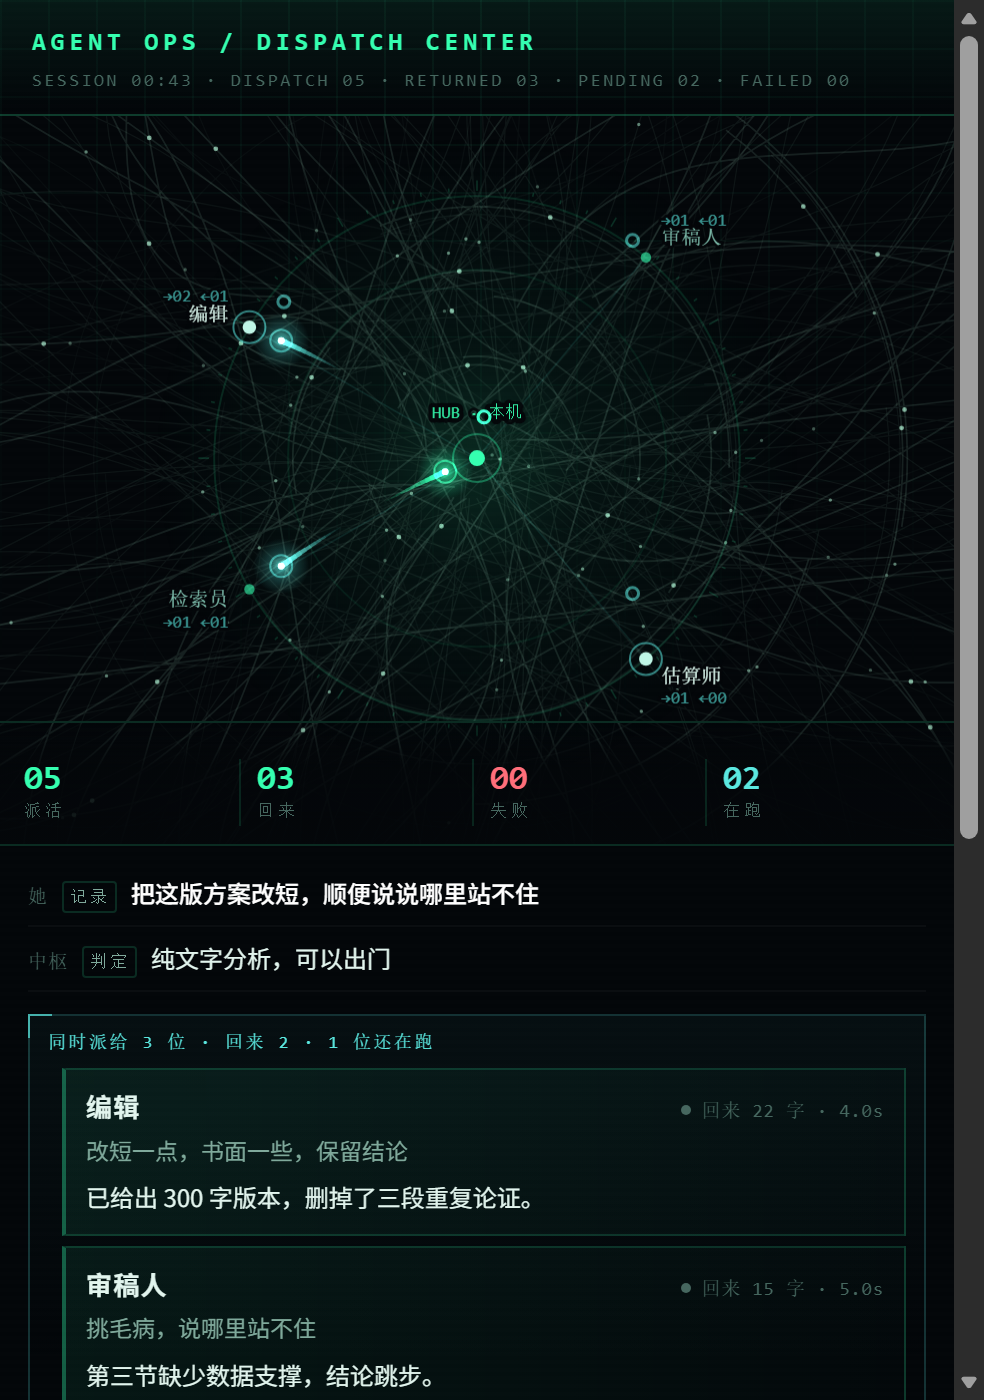 AGENT OPS / DISPATCH CENTER
SESSION 00:43 · DISPATCH 05 · RETURNED 03 · PENDING 02 · FAILED 00
→01 ←01
审稿人
→02 ←01
编辑
HUB · 本机
检索员
→01 ←01
估算师
→01 ←00
05 03 00 02
派活 回来 失败 在跑
她 记录 把这版方案改短，顺便说说哪里站不住
中枢 判定 纯文字分析，可以出门
同时派给 3 位 · 回来 2 · 1 位还在跑
编辑 回来 22 字 · 4.0s
改短一点，书面一些，保留结论
已给出 300 字版本，删掉了三段重复论证。
审稿人 回来 15 字 · 5.0s
挑毛病，说哪里站不住
第三节缺少数据支撑，结论跳步。